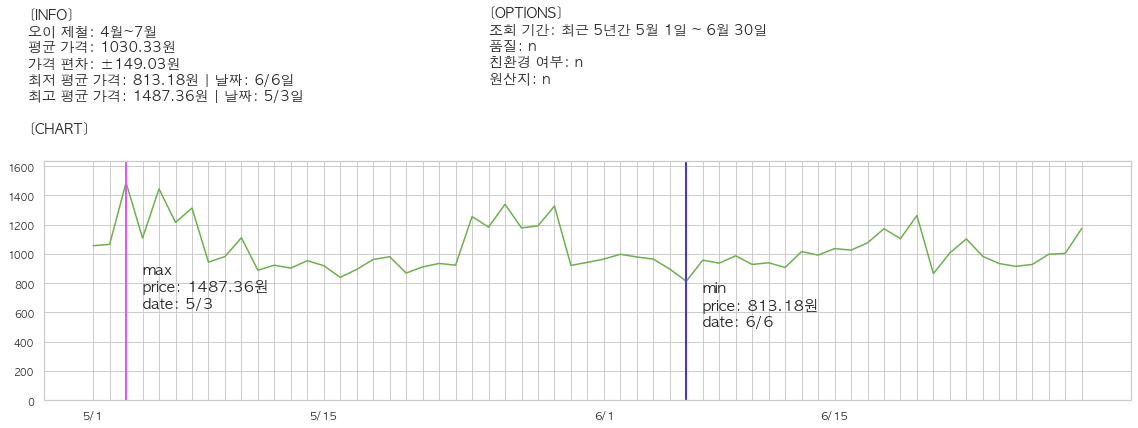 [INFO]
오이 제철: 4월~7월
평균 가격: 1030.33원
가격 편차: ±149.03원
최저 평균 가격: 813.18원 | 날짜: 6/6일
최고 평균 가격: 1487.36원 | 날짜: 5/3일
[OPTIONS]
조회 기간: 최근 5년간 5월 1일 ~ 6월 30일
품질: n
친환경 여부: n
원산지: n
[CHART]
1600
1400
1200
1000
800
600
400
200
0
max
price: 1487.36원
date: 5/3
min
price: 813.18원
date: 6/6
5/1
5/15
6/1
6/15